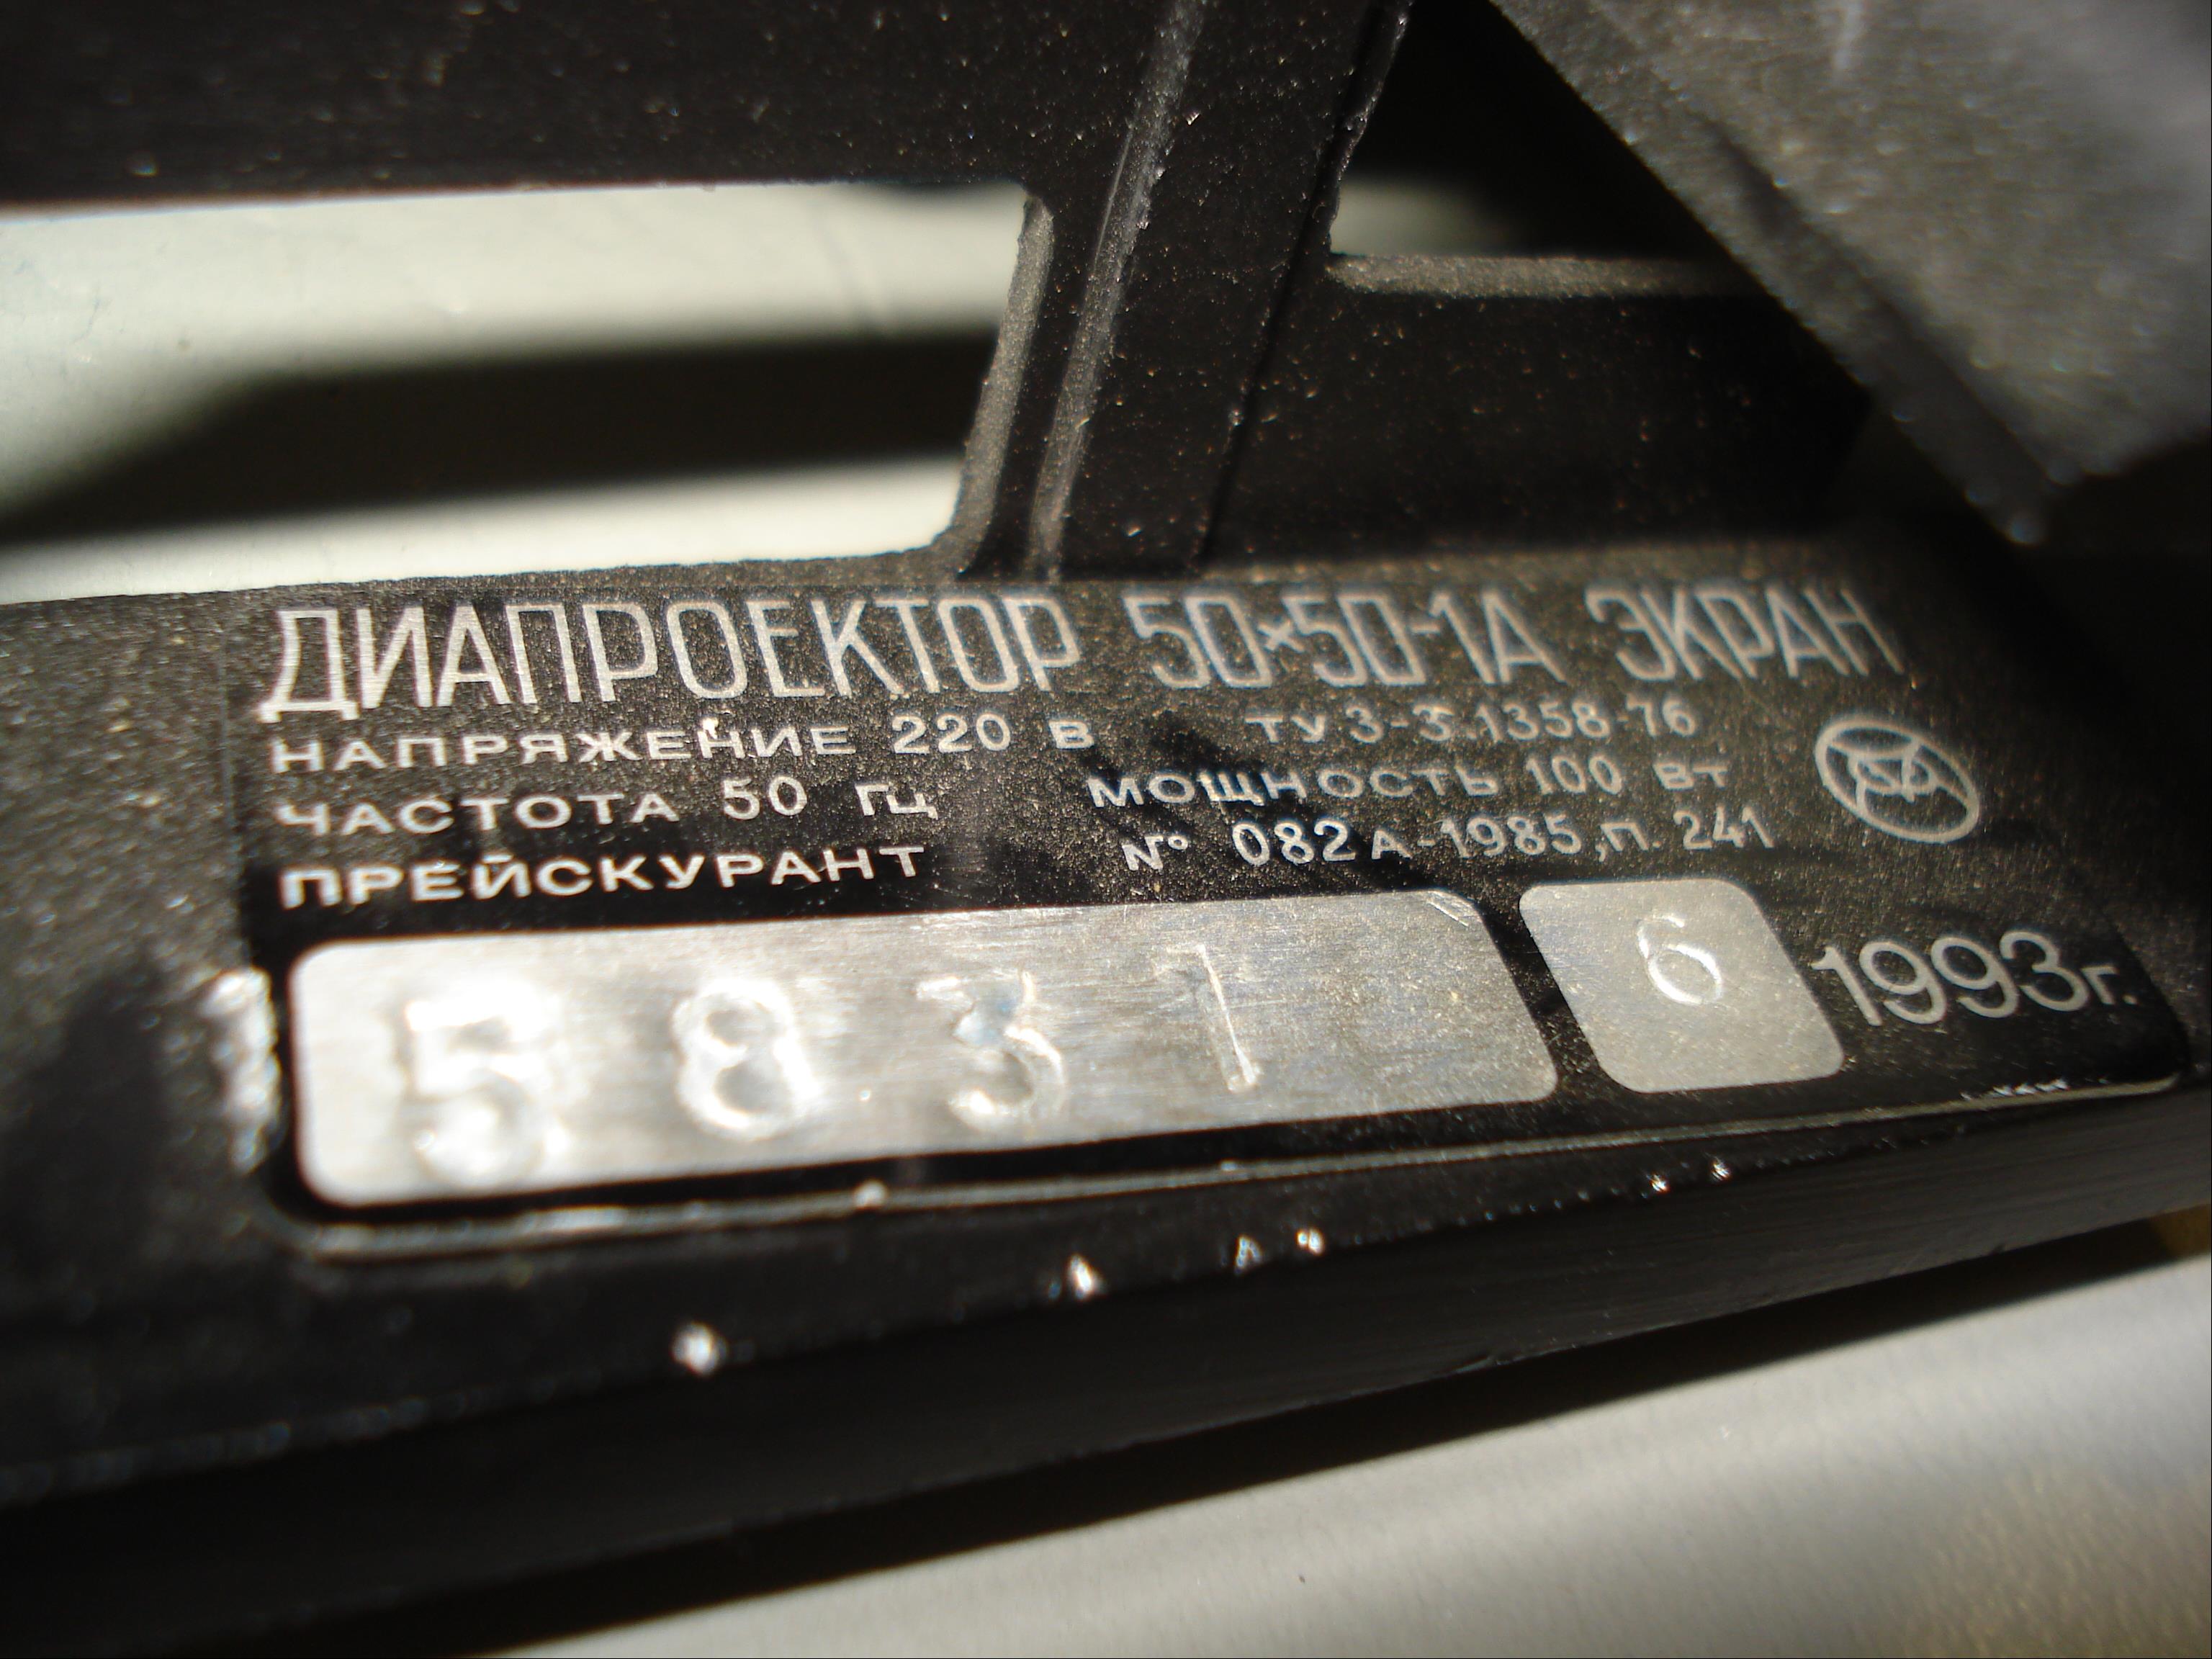 ДИАПРОЕКТОР 50×50-1А ЭКРАН
НАПРЯЖЕНИЕ 220 В ТУ 3-3.1358-76
ЧАСТОТА 50 Гц МОЩНОСТЬ 100 Вт
ПРЕЙСКУРАНТ № 082А-1985,п. 241
5831 6 1993г.